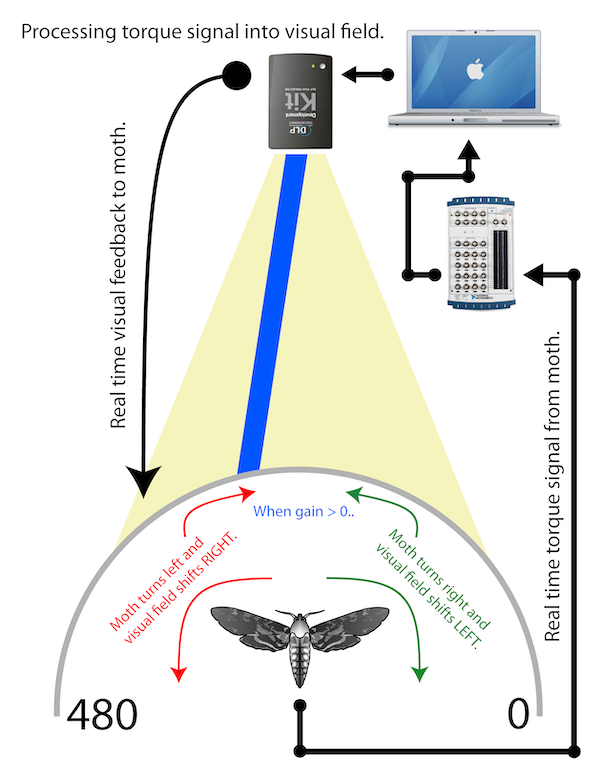 Processing torque signal into visual field.
DLP
Development
Kit
Real time visual feedback to moth.
Real time torque signal from moth.
When gain > 0..
Moth turns left and
visual field shifts RIGHT.
Moth turns right and
visual field shifts LEFT.
480
0